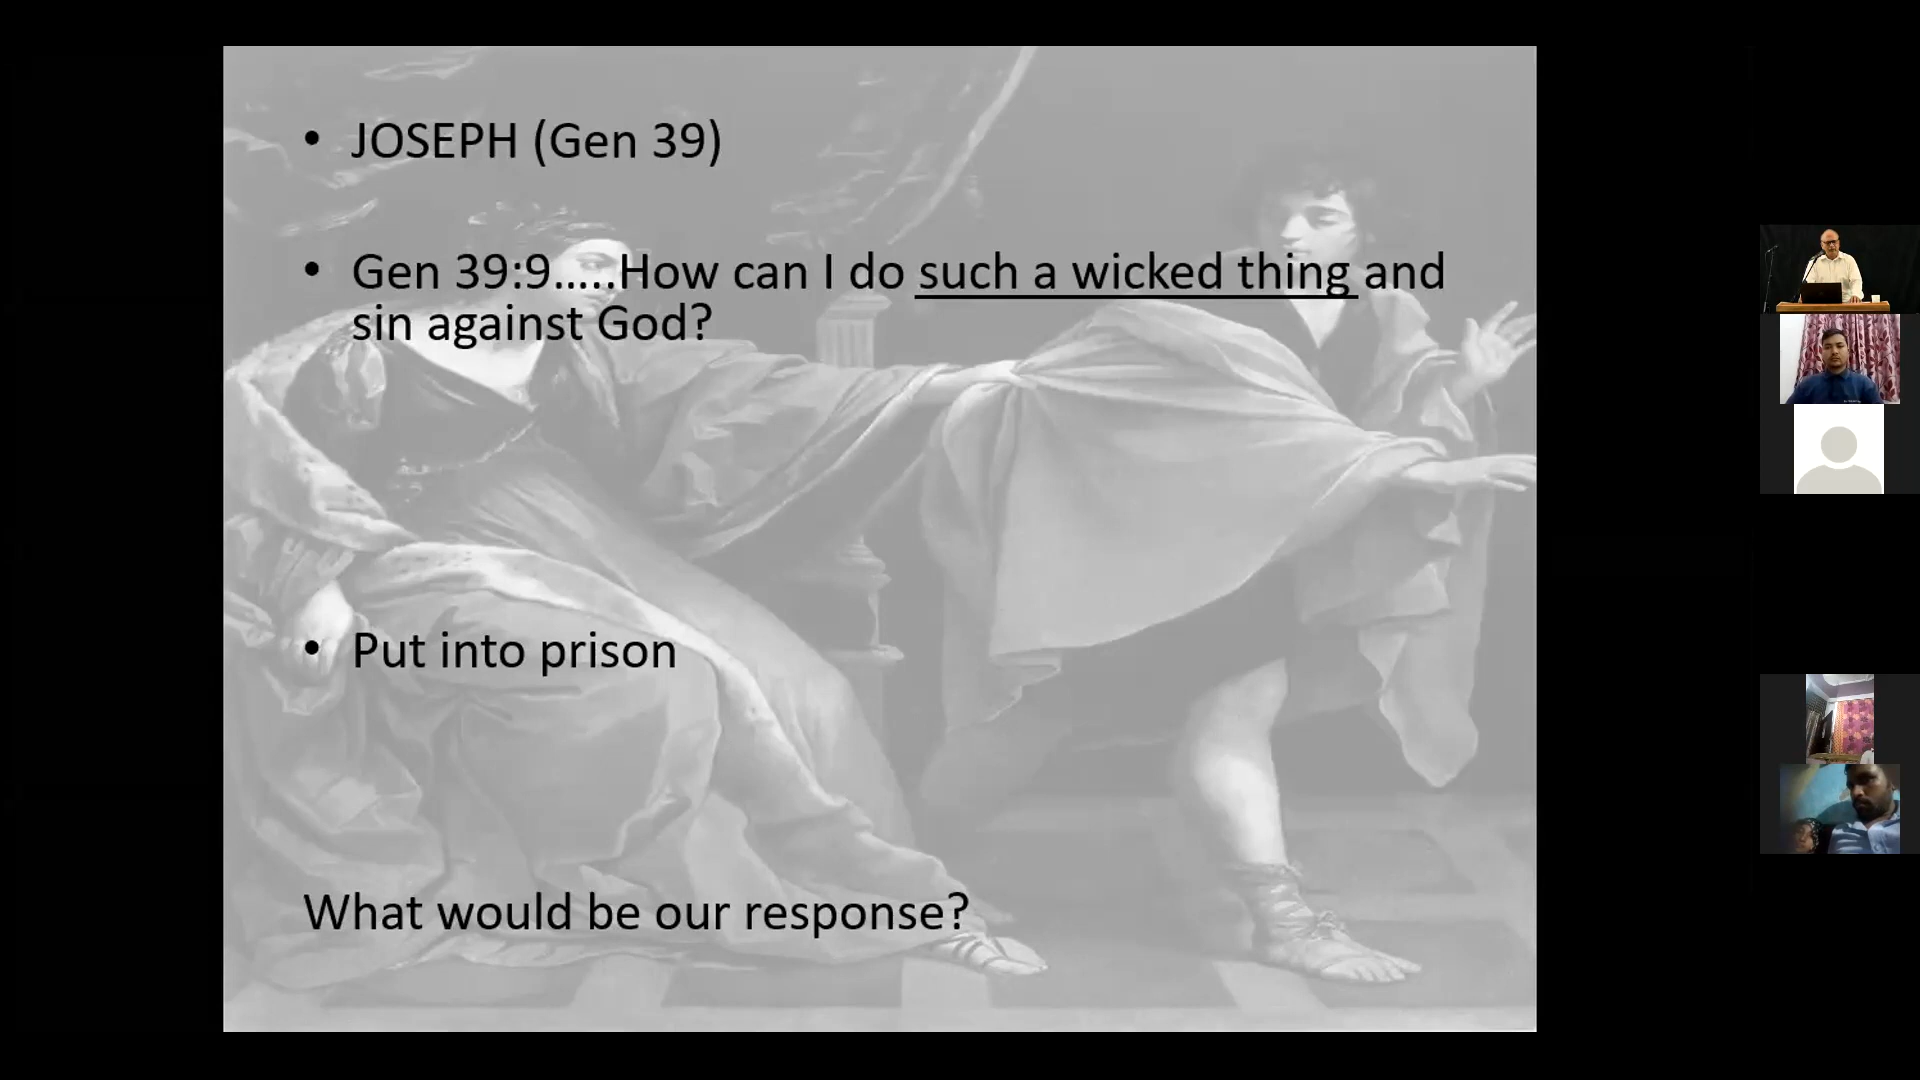 • JOSEPH (Gen 39)
• Gen 39:9.....How can I do such a wicked thing and
sin against God?
• Put into prison
What would be our response?